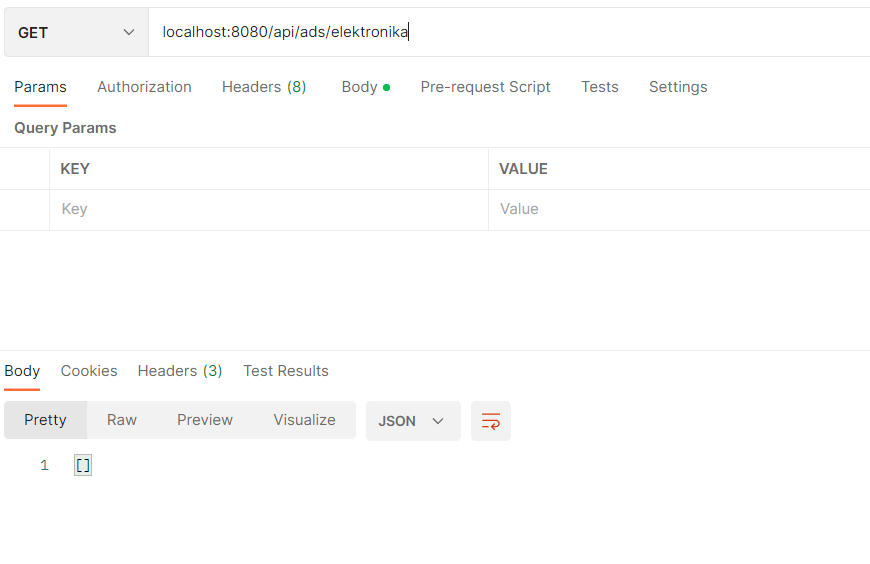 GET localhost:8080/api/ads/elektronika
Params Authorization Headers (8) Body Pre-request Script Tests Settings
Query Params
KEY VALUE
Key Value
Body Cookies Headers (3) Test Results
Pretty Raw Preview Visualize JSON
1 []